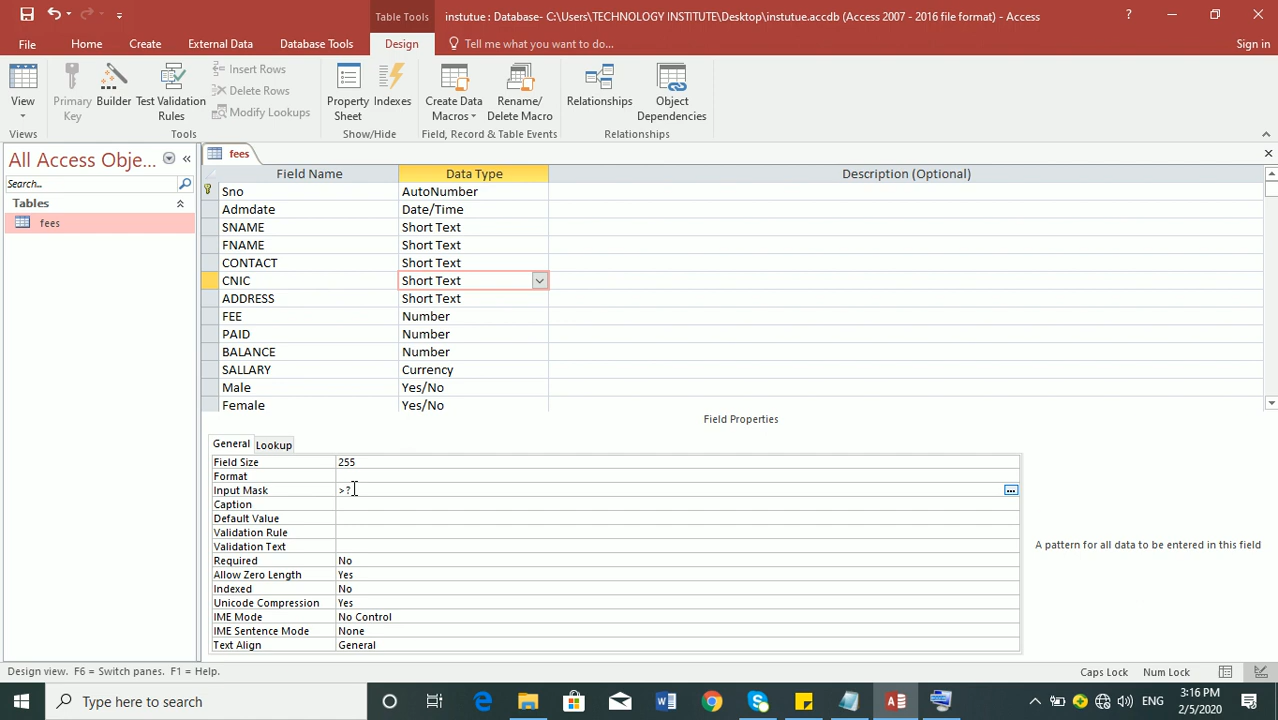 Table Tools
instutue : Database- C:\Users\TECHNOLOGY INSTITUTE\Desktop\instutue.accdb (Access 2007 - 2016 file format) - Access
File Home Create External Data Database Tools Design Tell me what you want to do... Sign in
View
Primary Key
Builder
Test Validation Rules
Insert Rows
Delete Rows
Modify Lookups
Property Sheet
Indexes
Create Data Macros
Rename/ Delete Macro
Relationships
Object Dependencies
Views Tools Show/Hide Field, Record & Table Events Relationships
All Access Obje...
Search...
Tables
fees
fees
Field Name Data Type Description (Optional)
Sno AutoNumber
Admdate Date/Time
SNAME Short Text
FNAME Short Text
CONTACT Short Text
CNIC Short Text
ADDRESS Short Text
FEE Number
PAID Number
BALANCE Number
SALLARY Currency
Male Yes/No
Female Yes/No
Field Properties
General Lookup
Field Size 255
Format
Input Mask >?
Caption
Default Value
Validation Rule
Validation Text
Required No
Allow Zero Length Yes
Indexed No
Unicode Compression Yes
IME Mode No Control
IME Sentence Mode None
Text Align General
A pattern for all data to be entered in this field
Design view. F6 = Switch panes. F1 = Help. Caps Lock Num Lock
Type here to search
ENG
3:16 PM
2/5/2020